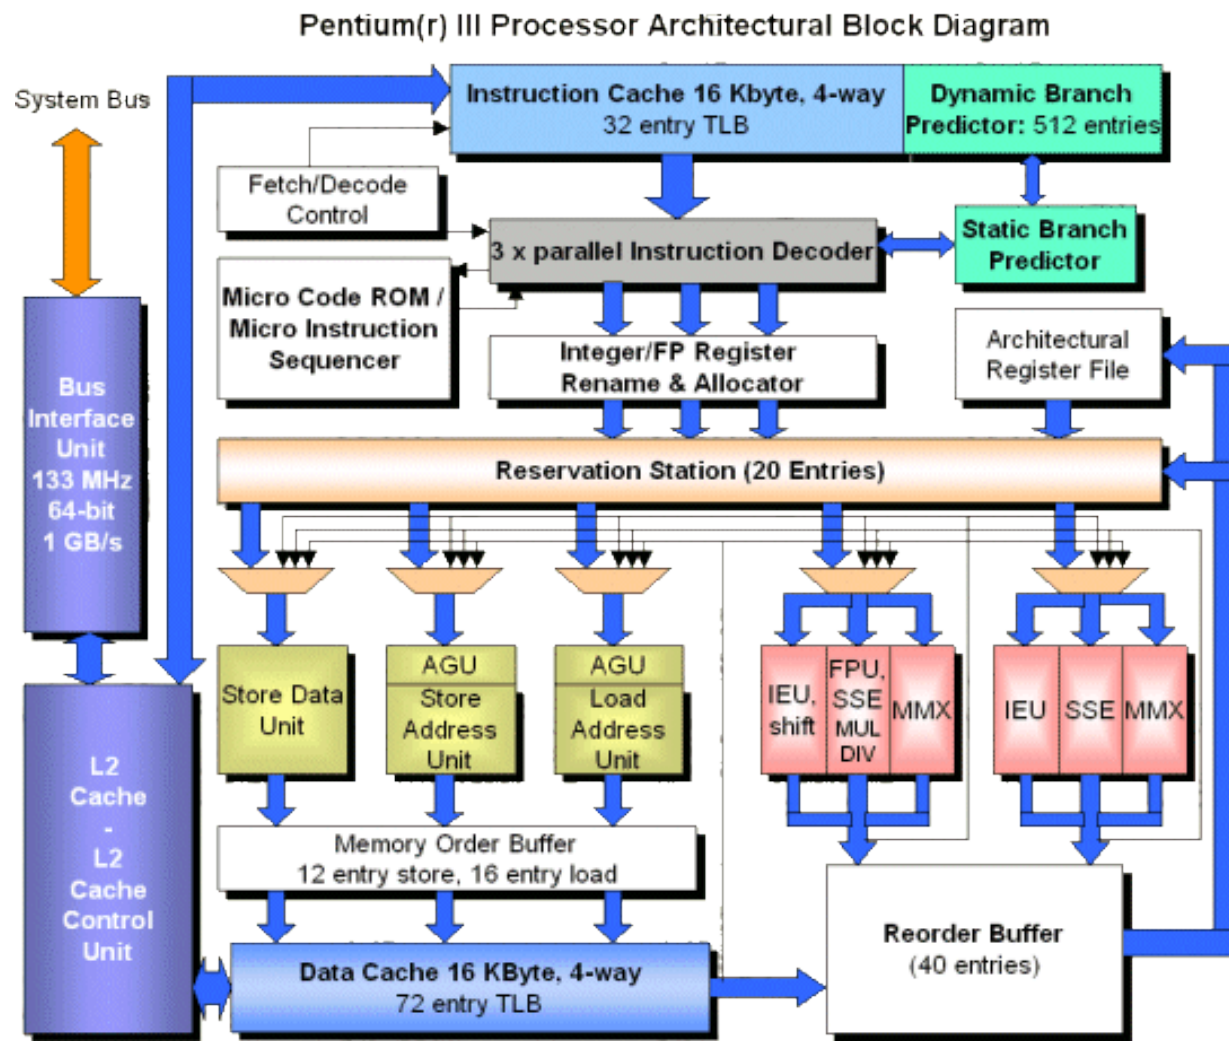 Pentium(r) III Processor Architectural Block Diagram
System Bus
Instruction Cache 16 Kbyte, 4-way
32 entry TLB
Dynamic Branch
Predictor: 512 entries
Fetch/Decode
Control
3 x parallel Instruction Decoder
Static Branch
Predictor
Micro Code ROM /
Micro Instruction
Sequencer
Integer/FP Register
Rename & Allocator
Architectural
Register File
Bus
Interface
Unit
133 MHz
64-bit
1 GB/s
Reservation Station (20 Entries)
Store Data
Unit
AGU
Store
Address
Unit
AGU
Load
Address
Unit
IEU,
shift
FPU,
SSE
MUL
DIV
MMX
IEU
SSE
MMX
L2
Cache
-
L2
Cache
Control
Unit
Memory Order Buffer
12 entry store, 16 entry load
Reorder Buffer
(40 entries)
Data Cache 16 KByte, 4-way
72 entry TLB